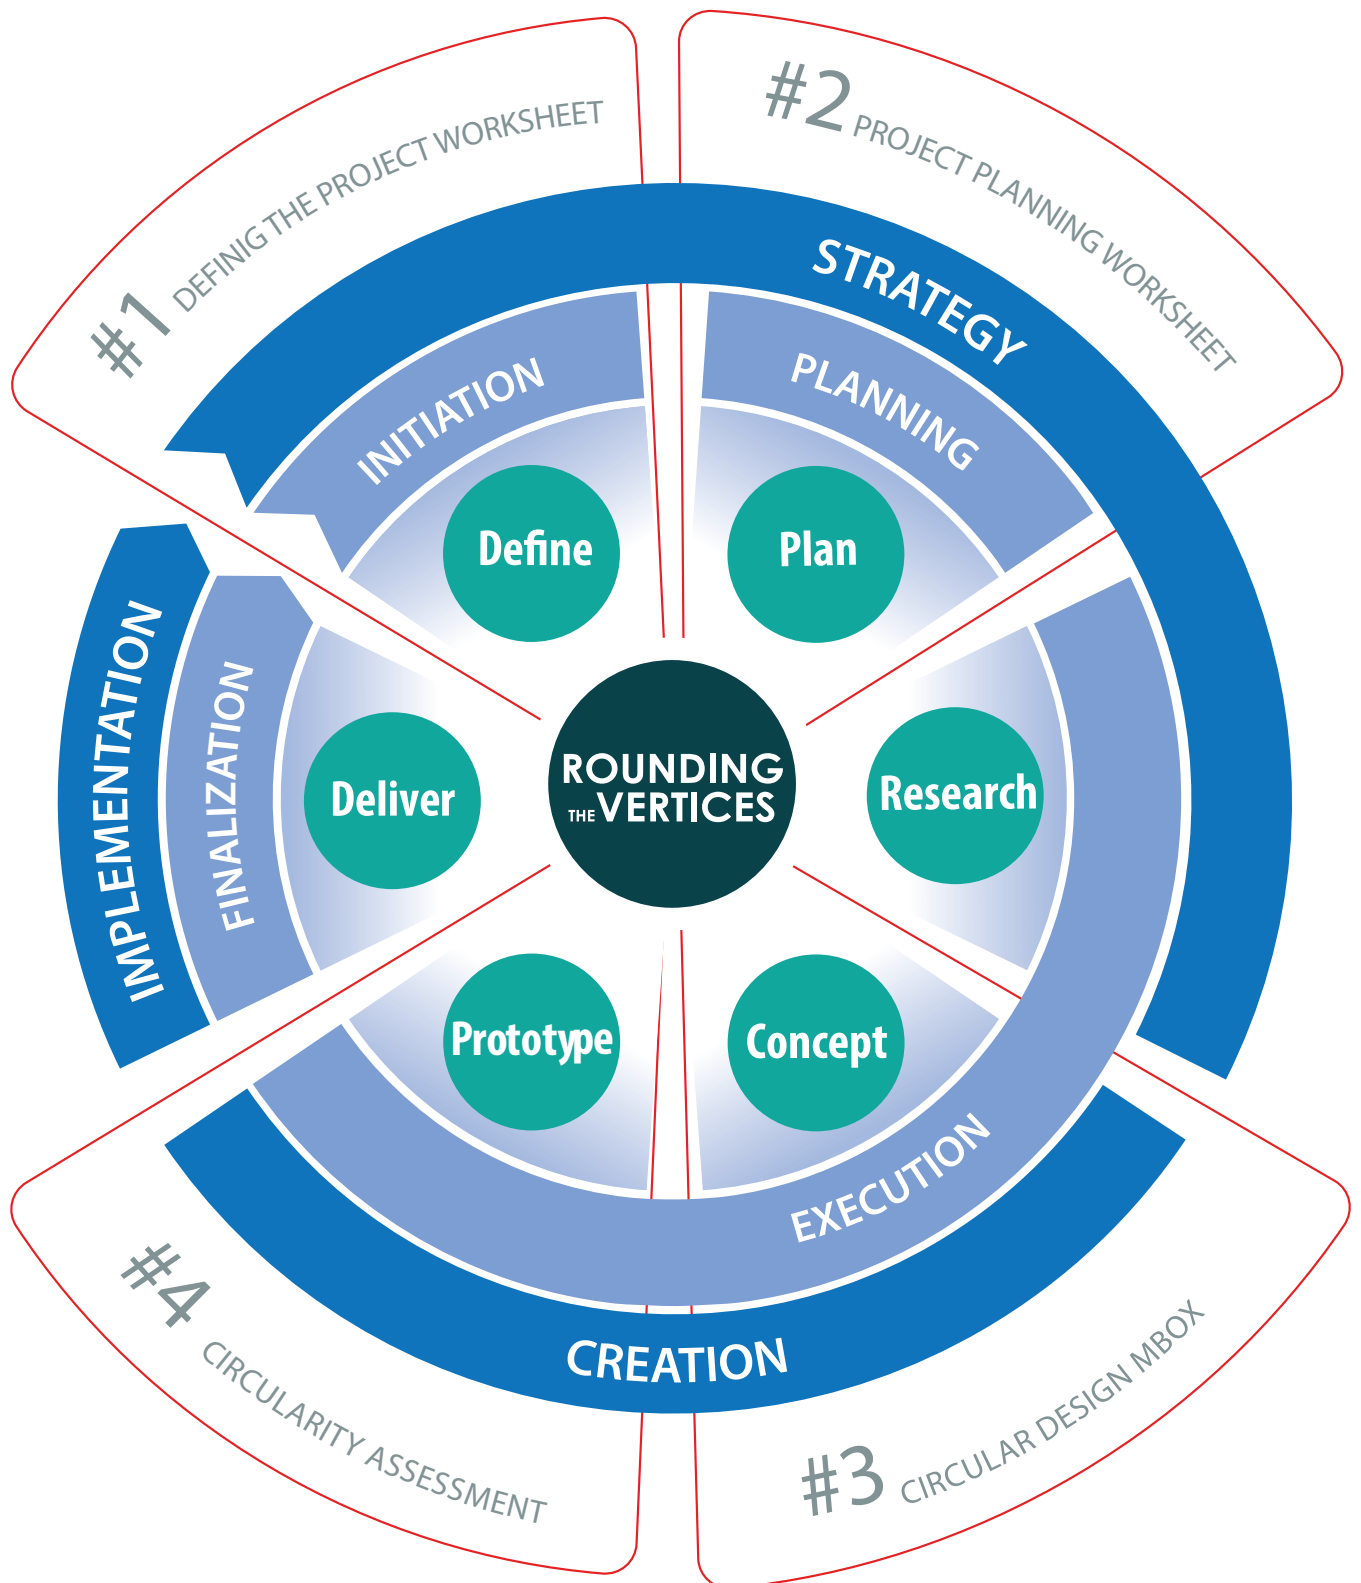 #1 DEFINIG THE PROJECT WORKSHEET
#2 PROJECT PLANNING WORKSHEET
STRATEGY
INITIATION
PLANNING
Define
Plan
IMPLEMENTATION
FINALIZATION
Deliver
ROUNDING
THE VERTICES
Research
Prototype
Concept
EXECUTION
CREATION
#4 CIRCULARITY ASSESSMENT
#3 CIRCULAR DESIGN MBOX